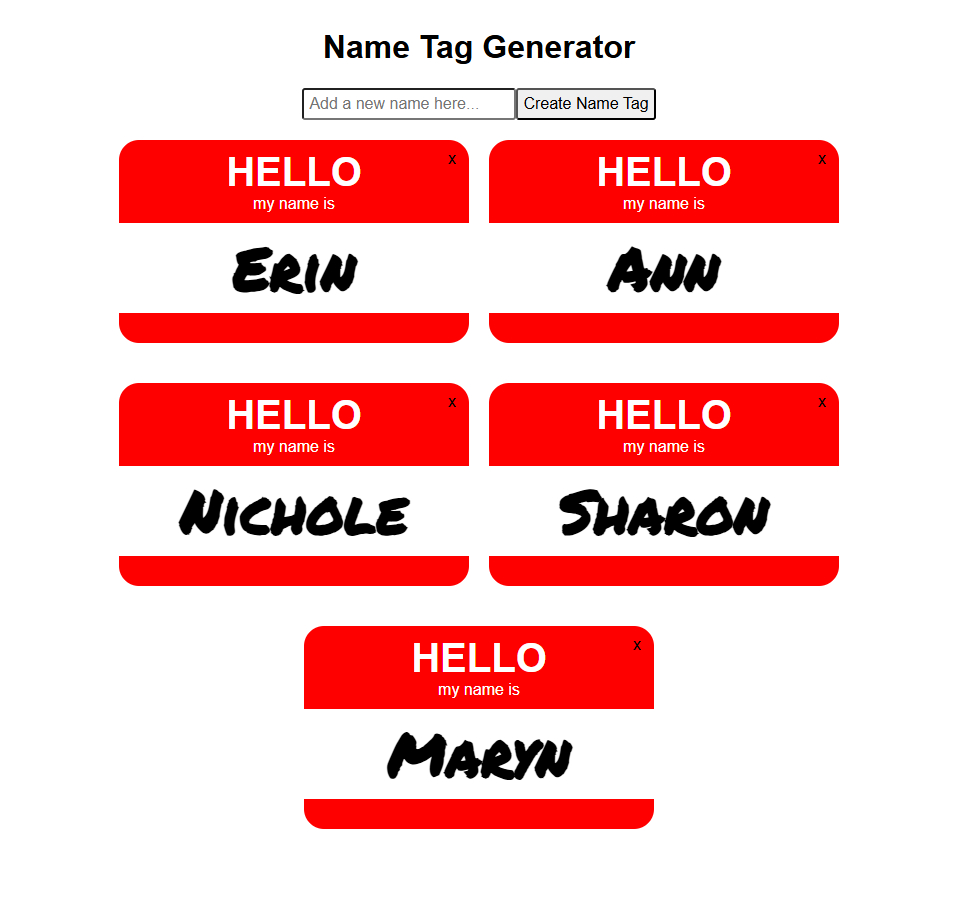 Name Tag Generator
Add a new name here... Create Name Tag
x
HELLO
my name is
Erin
x
HELLO
my name is
Ann
x
HELLO
my name is
Nichole
x
HELLO
my name is
Sharon
x
HELLO
my name is
Maryn